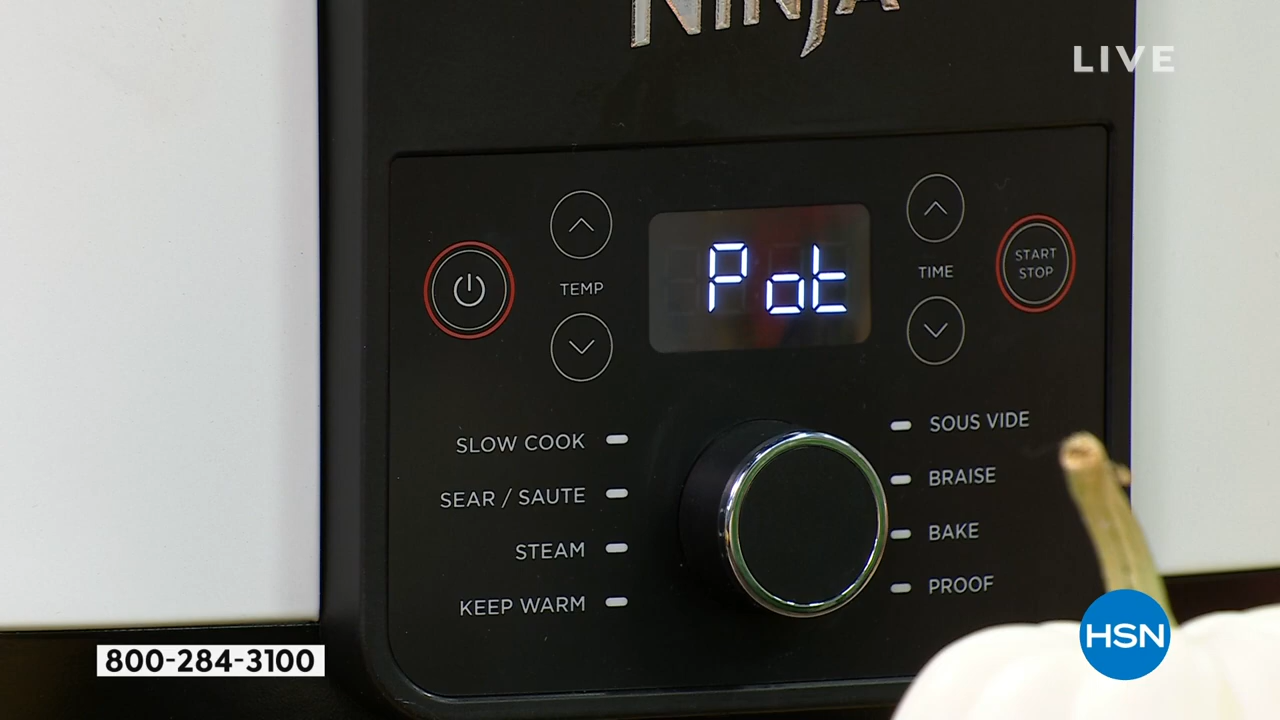 NINJA
LIVE
TEMP
Pot
TIME
START
STOP
SLOW COOK
SEAR / SAUTE
STEAM
KEEP WARM
SOUS VIDE
BRAISE
BAKE
PROOF
800-284-3100
HSN